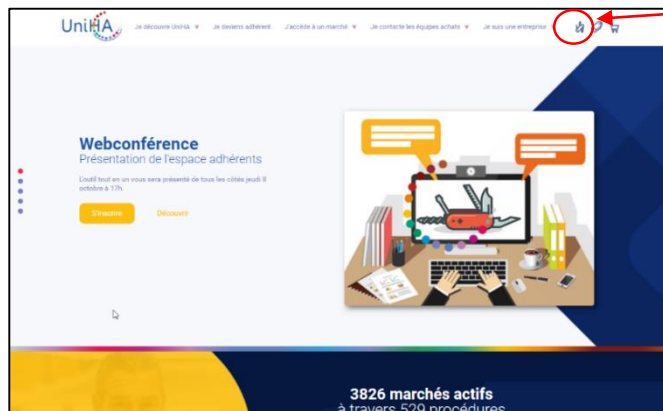 UniHA
Je découvre UniHA
Je deviens adhérent
J'accède à un marché
Je contacte les équipes achats
Je suis une entreprise
Webconférence
Présentation de l'espace adhérents
L'outil tout en un vous sera présenté de tous les côtés jeudi 8
octobre à 17h.
S'inscrire
Découvrir
3826 marchés actifs
à travers 529 procédures